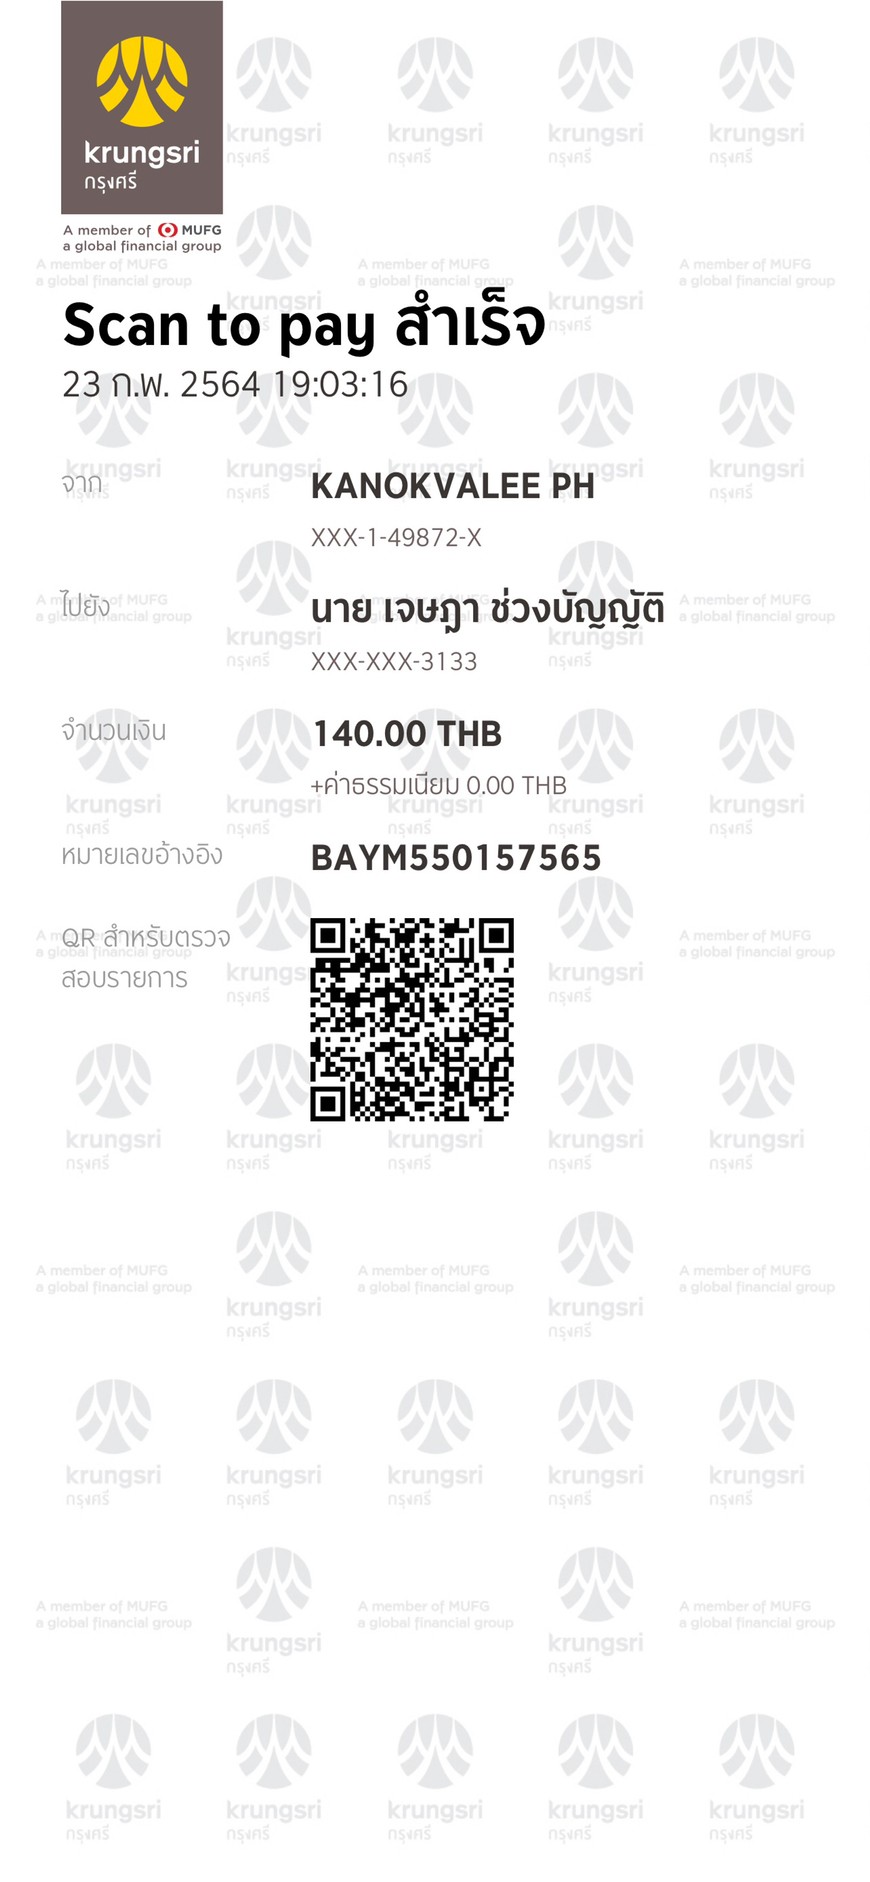 krungsri
กรุงศรี
A member of MUFG
a global financial group
Scan to pay สำเร็จ
23 ก.พ. 2564 19:03:16
จาก
KANOKVALEE PH
XXX-1-49872-X
ไปยัง
นาย เจษฎา ช่วงบัญญัติ
XXX-XXX-3133
จำนวนเงิน
140.00 THB
+ค่าธรรมเนียม 0.00 THB
หมายเลขอ้างอิง
BAYM550157565
QR สำหรับตรวจ
สอบรายการ